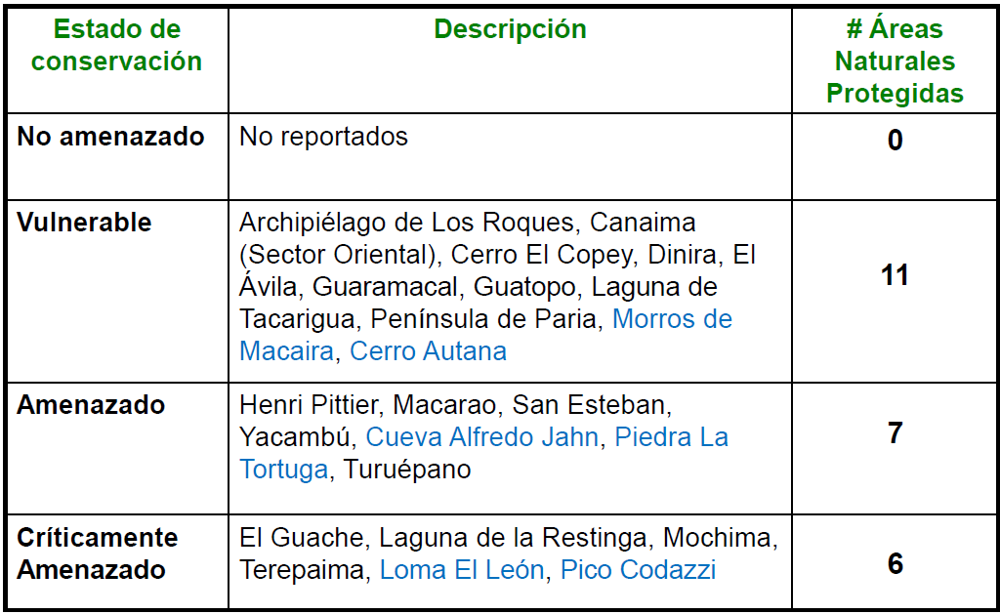 Estado de
conservación
Descripción
# Áreas
Naturales
Protegidas
No amenazado
No reportados
0
Vulnerable
Archipiélago de Los Roques, Canaima
(Sector Oriental), Cerro El Copey, Dinira, El
Ávila, Guaramacal, Guatopo, Laguna de
Tacarigua, Península de Paria, Morros de
Macaira, Cerro Autana
11
Amenazado
Henri Pittier, Macarao, San Esteban,
Yacambú, Cueva Alfredo Jahn, Piedra La
Tortuga, Turuépano
7
Críticamente
Amenazado
El Guache, Laguna de la Restinga, Mochima,
Terepaima, Loma El León, Pico Codazzi
6